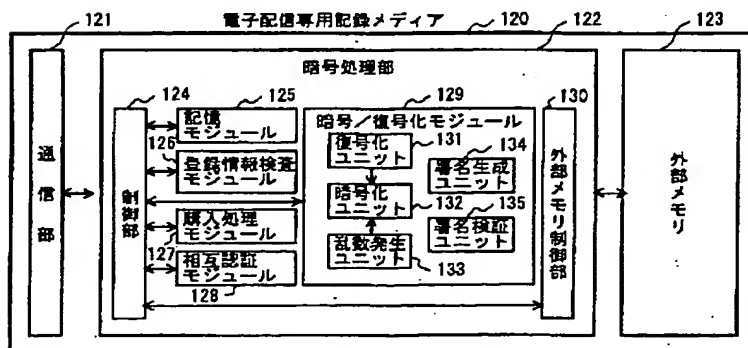 電子配信専用記録メディア
120
121
122
123
暗号処理部
124
125
129
130
通信部
制御部
記憶
モジュール
126
登録情報検査
モジュール
購入処理
モジュール
127
相互認証
モジュール
128
暗号／復号化モジュール
復号化
ユニット
131
暗号化
ユニット
132
乱数発生
ユニット
133
134
署名生成
ユニット
135
署名検証
ユニット
外部メモリ制御部
外部メモリ